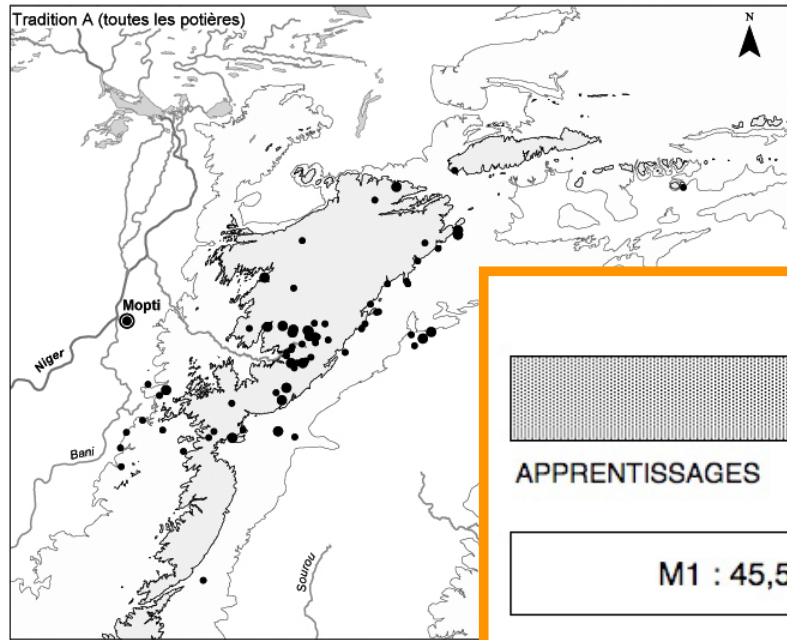 Tradition A (toutes les potières)
N
Mopti
Niger
Bani
Sourou
APPRENTISSAGES
M1 : 45,5